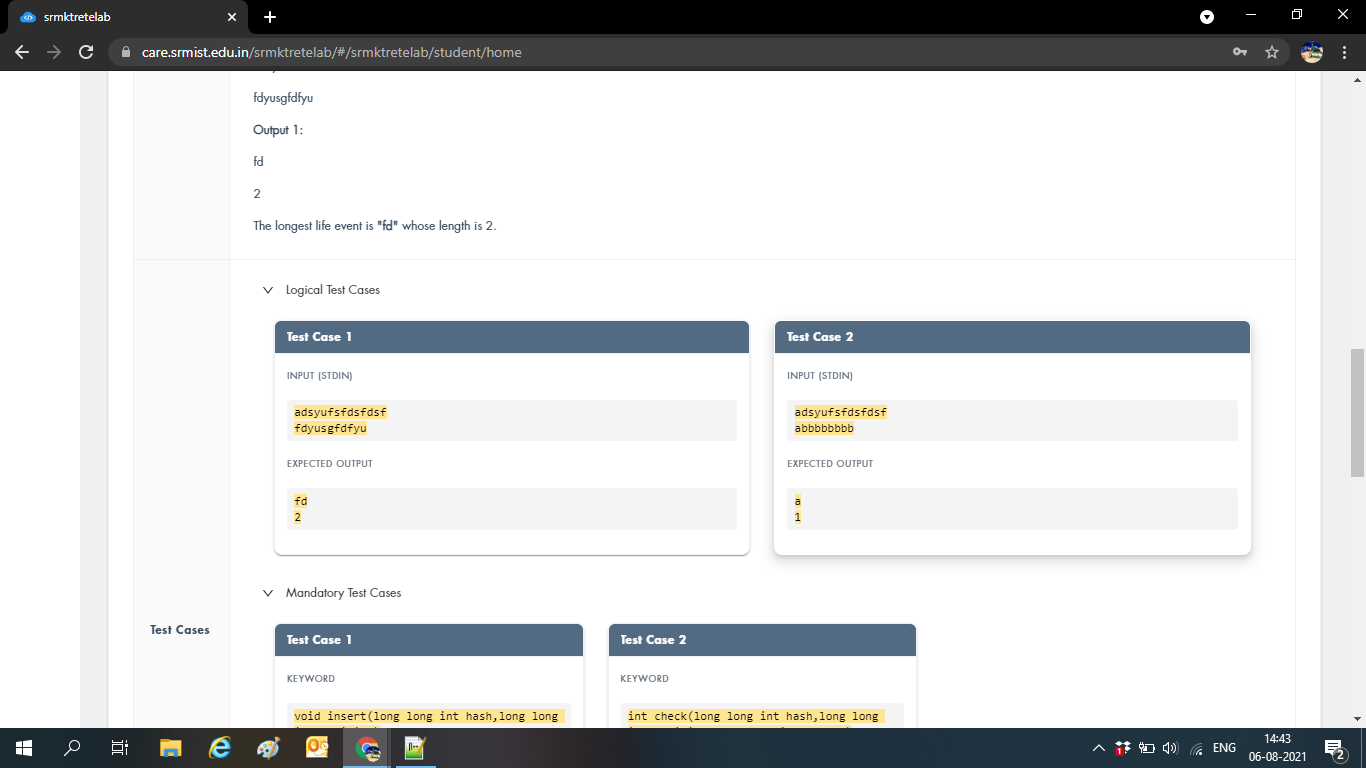 srmktretelab
care.srmist.edu.in/srmktretelab/#/srmktretelab/student/home
fdyusgfdfyu
Output 1:
fd
2
The longest life event is "fd" whose length is 2.
Logical Test Cases
Test Case 1
INPUT (STDIN)
adsyufsfdsfdsf
fdyusgfdfyu
EXPECTED OUTPUT
fd
2
Test Case 2
INPUT (STDIN)
adsyufsfdsfdsf
abbbbbbbb
EXPECTED OUTPUT
a
1
Mandatory Test Cases
Test Cases
Test Case 1
KEYWORD
void insert(long long int hash,long long
Test Case 2
KEYWORD
int check(long long int hash,long long
ENG
14:43
06-08-2021
2